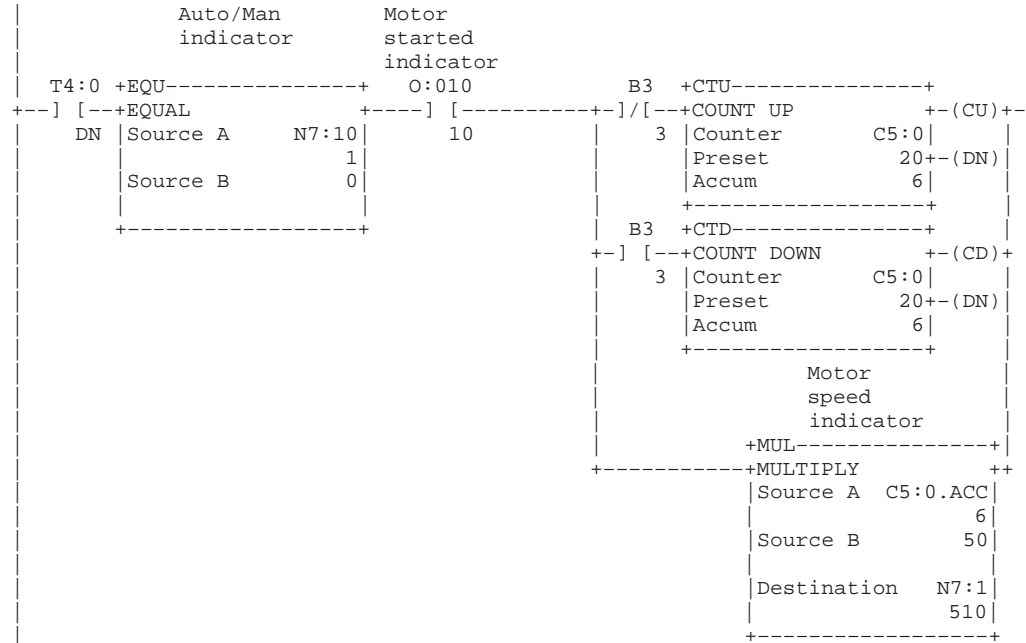 |             Auto/Man         Motor
|             indicator        started
|                              indicator
|  T4:0 +EQU---------------+   O:010             B3  +CTU---------------+
+--] [--+EQUAL             +----] [----------+-]/[--+COUNT UP          +-(CU)+-
|    DN |Source A     N7:10|      10         |    3 |Counter       C5:0|     |
|       |                 1|                 |      |Preset          20+-(DN)|
|       |Source B         0|                 |      |Accum            6|     |
|       |                  |                 |      +------------------+     |
|       +------------------+                 |  B3  +CTD---------------+     |
|                                            +-] [--+COUNT DOWN        +-(CD)+
|                                            |    3 |Counter       C5:0|     |
|                                            |      |Preset          20+-(DN)|
|                                            |      |Accum            6|     |
|                                            |      +------------------+     |
|                                            |              Motor            |
|                                            |              speed            |
|                                            |              indicator        |
|                                            |          +MUL---------------+|
|                                            +-----------+MULTIPLY          ++
|                                                        |Source A  C5:0.ACC|
|                                                        |                 6|
|                                                        |Source B        50|
|                                                        |                  |
|                                                        |Destination   N7:1|
|                                                        |               510|
|                                                        +------------------+